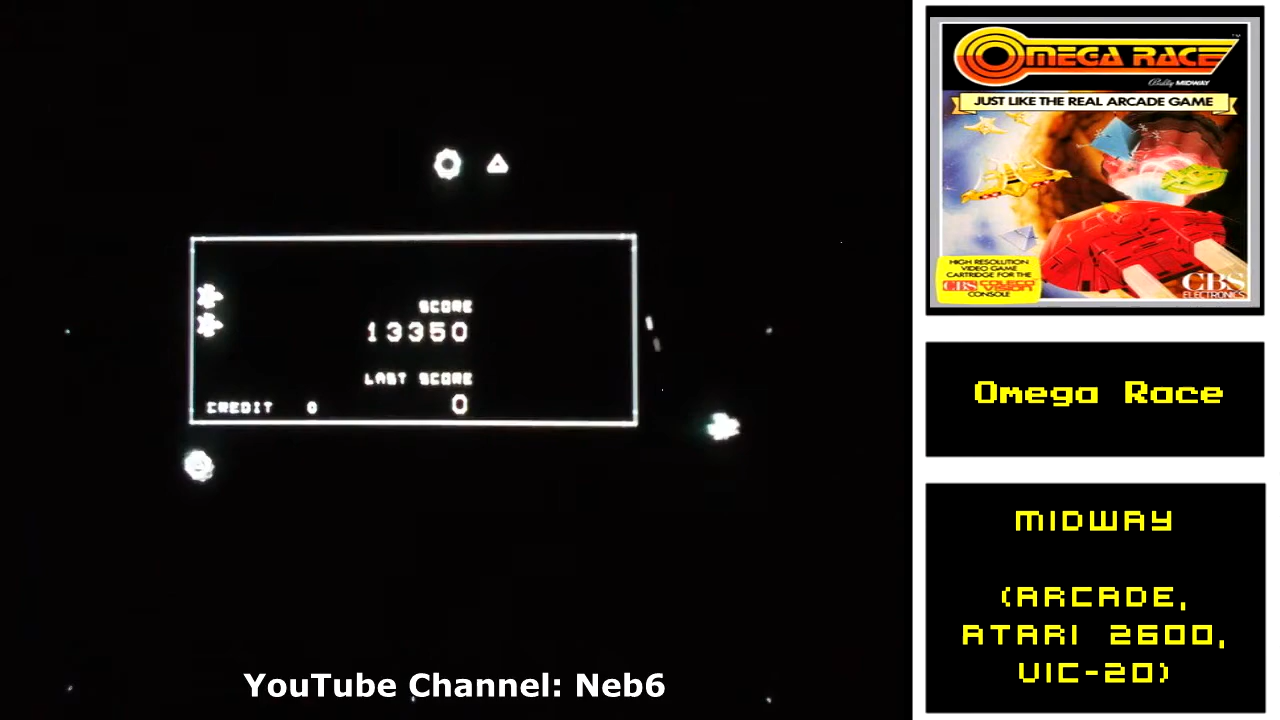 SCORE
13350
LAST SCORE
0
CREDIT 0
YouTube Channel: Neb6
OMEGA RACE
TM
Bally MIDWAY
JUST LIKE THE REAL ARCADE GAME
HIGH RESOLUTION
VIDEO GAME
CARTRIDGE FOR THE
CBS COLECO VISION
CONSOLE
CBS
ELECTRONICS
Omega Race
MIDWAY
(ARCADE,
ATARI 2600,
VIC-20)